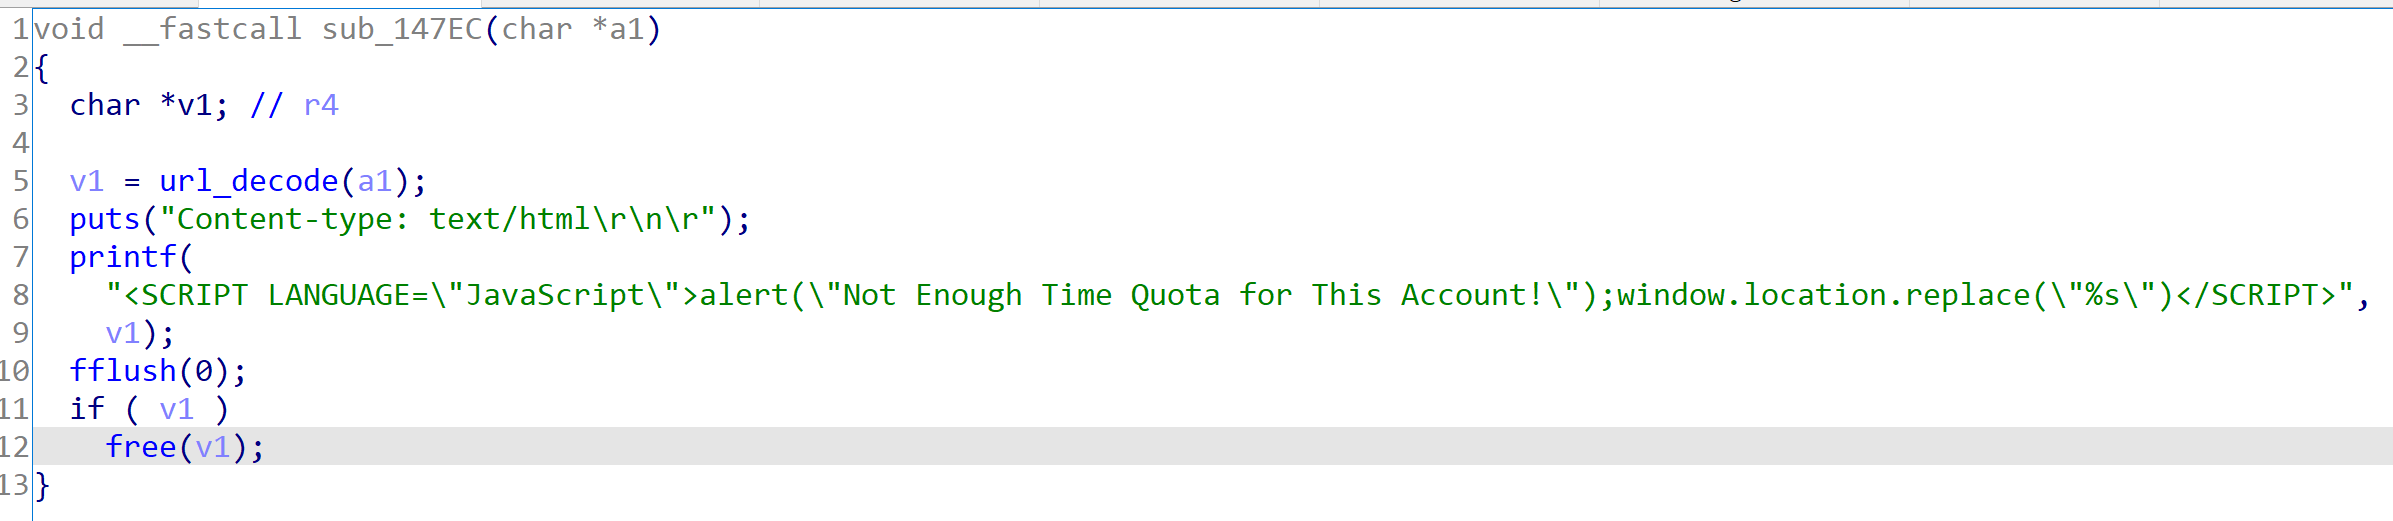 1 void __fastcall sub_147EC(char *a1)
2 {
3   char *v1; // r4
4
5   v1 = url_decode(a1);
6   puts("Content-type: text/html\r\n\r");
7   printf(
8     "<SCRIPT LANGUAGE=\"JavaScript\">alert(\"Not Enough Time Quota for This Account!\");window.location.replace(\"%s\")</SCRIPT>",
9     v1);
10   fflush(0);
11   if ( v1 )
12     free(v1);
13 }